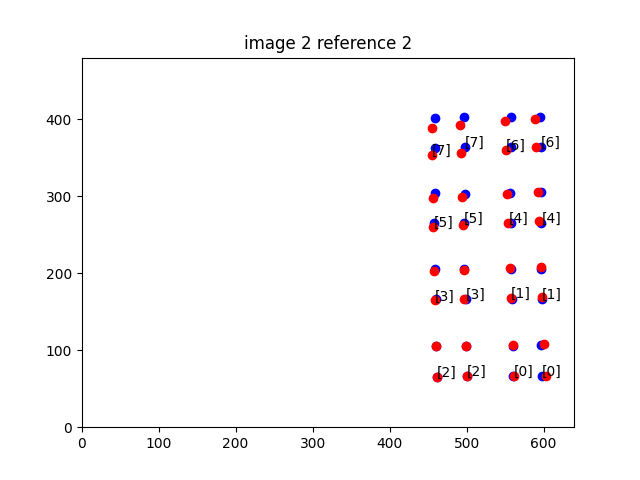 image 2 reference 2
400
[7] [7] [6] [6]
300
[5] [5] [4] [4]
200
[3] [3] [1] [1]
100
[2] [2] [0] [0]
0
0 100 200 300 400 500 600